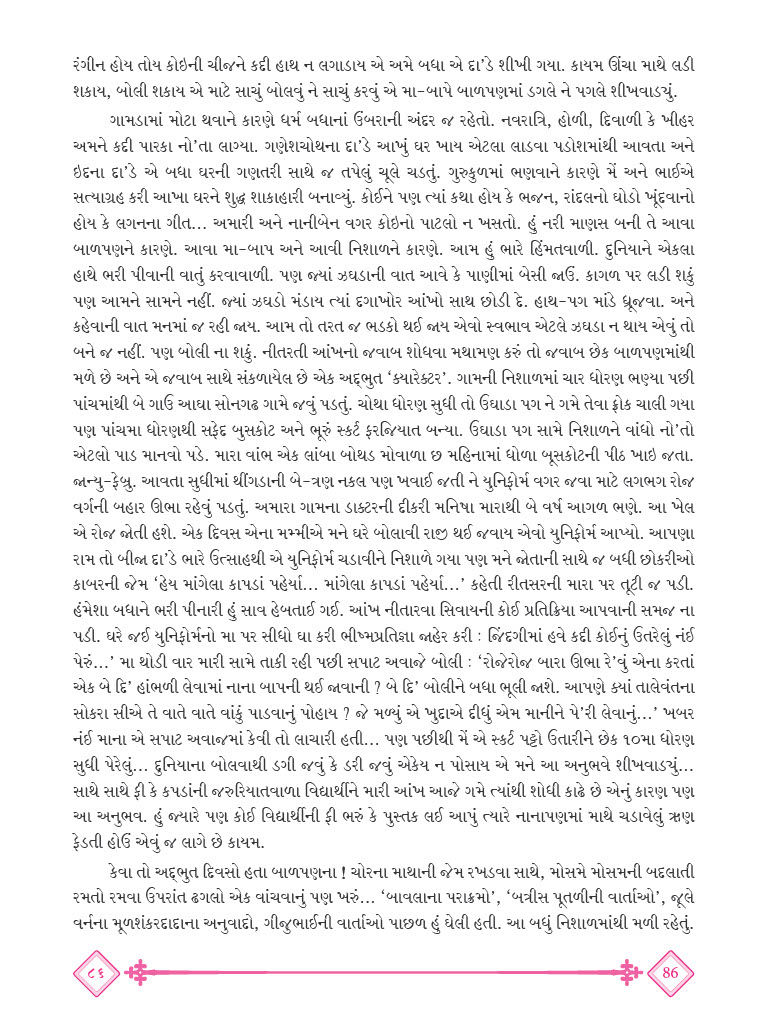 રંગીન હોય તોય કોઇની ચીજને કદી હાથ ન લગાડાય એ અમે બધા એ દા’ડે શીખી ગયા. કાયમ ઊંચા માથે લડી
શકાય, બોલી શકાય એ માટે સાચું બોલવું ને સાચું કરવું એ મા-બાપે બાળપણમાં ડગલે ને પગલે શીખવાડ્યું.
ગામડામાં મોટા થવાને કારણે ધર્મ બધાનાં ઉંબરાની અંદર જ રહેતો. નવરાત્રિ, હોળી, દિવાળી કે ખીહર
અમને કદી પારકા નો’તા લાગ્યા. ગણેશચોથના દા’ડે આખું ઘર ખાય એટલા લાડવા પડોશમાંથી આવતા અને
ઇદના દા’ડે એ બધા ઘરની ગણતરી સાથે જ તપેલું ચૂલે ચડતું. ગુરુકુળમાં ભણવાને કારણે મેં અને ભાઈએ
સત્યાગ્રહ કરી આખા ઘરને શુદ્ધ શાકાહારી બનાવ્યું. કોઈને પણ ત્યાં કથા હોય કે ભજન, રાંદલનો ઘોડો ખૂંદવાનો
હોય કે લગનના ગીત... અમારી અને નાનીબેન વગર કોઇનો પાટલો ન ખસતો. હું નરી માણસ બની તે આવા
બાળપણને કારણે. આવા મા-બાપ અને આવી નિશાળને કારણે. આમ હું ભારે હિંમતવાળી. દુનિયાને એકલા
હાથે ભરી પીવાની વાતું કરવાવાળી. પણ જ્યાં ઝઘડાની વાત આવે કે પાણીમાં બેસી જાઉં. કાગળ પર લડી શકું
પણ આમને સામને નહીં. જ્યાં ઝઘડો મંડાય ત્યાં દગાખોર આંખો સાથ છોડી દે. હાથ-પગ માંડે ધ્રૂજવા. અને
કહેવાની વાત મનમાં જ રહી જાય. આમ તો તરત જ ભડકો થઈ જાય એવો સ્વભાવ એટલે ઝઘડા ન થાય એવું તો
બને જ નહીં. પણ બોલી ના શકું. નીતરતી આંખનો જવાબ શોધવા મથામણ કરું તો જવાબ છેક બાળપણમાંથી
મળે છે અને એ જવાબ સાથે સંકળાયેલ છે એક અદ્ભુત ‘ક્યારેક્ટર’. ગામની નિશાળમાં ચાર ધોરણ ભણ્યા પછી
પાંચમાંથી બે ગાઉ આઘા સોનગઢ ગામે જવું પડતું. ચોથા ધોરણ સુધી તો ઉઘાડા પગ ને ગમે તેવા ફ્રોક ચાલી ગયા
પણ પાંચમા ધોરણથી સફેદ બુસકોટ અને ભૂરું સ્કર્ટ ફરજિયાત બન્યા. ઉઘાડા પગ સામે નિશાળને વાંધો નો’તો
એટલો પાડ માનવો પડે. મારા વાંભ એક લાંબા બોથડ મોવાળા છ મહિનામાં ધોળા બૂસકોટની પીઠ ખાઇ જતા.
જાન્યુ-ફેબ્રુ. આવતા સુધીમાં થીંગડાની બે-ત્રણ નકલ પણ ખવાઈ જતી ને યુનિફોર્મ વગર જવા માટે લગભગ રોજ
વર્ગની બહાર ઊભા રહેવું પડતું. અમારા ગામના ડાક્ટરની દીકરી મનિષા મારાથી બે વર્ષ આગળ ભણે. આ ખેલ
એ રોજ જોતી હશે. એક દિવસ એના મમ્મીએ મને ઘરે બોલાવી રાજી થઈ જવાય એવો યુનિફોર્મ આપ્યો. આપણા
રામ તો બીજા દા’ડે ભારે ઉત્સાહથી એ યુનિફોર્મ ચડાવીને નિશાળે ગયા પણ મને જોતાની સાથે જ બધી છોકરીઓ
કાબરની જેમ ‘હેય માંગેલા કાપડાં પહેર્યા... માંગેલા કાપડાં પહેર્યા...’ કહેતી રીતસરની મારા પર તૂટી જ પડી.
હંમેશા બધાને ભરી પીનારી હું સાવ હેબતાઈ ગઈ. આંખ નીતારવા સિવાયની કોઈ પ્રતિક્રિયા આપવાની સમજ ના
પડી. ઘરે જઈ યુનિફોર્મનો મા પર સીધો ઘા કરી ભીષ્મપ્રતિજ્ઞા જાહેર કરી : જિંદગીમાં હવે કદી કોઈનું ઉતરેલું નંઈ
પેરું...’ મા થોડી વાર મારી સામે તાકી રહી પછી સપાટ અવાજે બોલી : ‘રોજેરોજ બારા ઊભા રે’વું એના કરતાં
એક બે દિ’ હાંભળી લેવામાં નાના બાપની થઈ જાવાની ? બે દિ’ બોલીને બધા ભૂલી જાશે. આપણે ક્યાં તાલેવંતના
સોકરા સીએ તે વાતે વાતે વાંકું પાડવાનું પોહાય ? જે મળ્યું એ ખુદાએ દીધું એમ માનીને પે’રી લેવાનું...’ ખબર
નંઈ માના એ સપાટ અવાજમાં કેવી તો લાચારી હતી... પણ પછીથી મેં એ સ્કર્ટ પટ્ટો ઉતારીને છેક ૧૦મા ધોરણ
સુધી પેરેલું... દુનિયાના બોલવાથી ડગી જવું કે ડરી જવું એકેય ન પોસાય એ મને આ અનુભવે શીખવાડ્યું...
સાથે સાથે ફી કે કપડાંની જરુરિયાતવાળા વિદ્યાર્થીને મારી આંખ આજે ગમે ત્યાંથી શોધી કાઢે છે એનું કારણ પણ
આ અનુભવ. હું જ્યારે પણ કોઈ વિદ્યાર્થીની ફી ભરું કે પુસ્તક લઈ આપું ત્યારે નાનાપણમાં માથે ચડાવેલું ઋણ
ફેડતી હોઉં એવું જ લાગે છે કાયમ.
કેવા તો અદ્ભુત દિવસો હતા બાળપણના ! ચોરના માથાની જેમ રખડવા સાથે, મોસમે મોસમની બદલાતી
રમતો રમવા ઉપરાંત ઢગલો એક વાંચવાનું પણ ખરું... ‘બાવલાના પરાક્રમો’, ‘બત્રીસ પૂતળીની વાર્તાઓ’, જૂલે
વર્નના મૂળશંકરદાદાના અનુવાદો, ગીજુભાઈની વાર્તાઓ પાછળ હું ઘેલી હતી. આ બધું નિશાળમાંથી મળી રહેતું.
૮૬
86